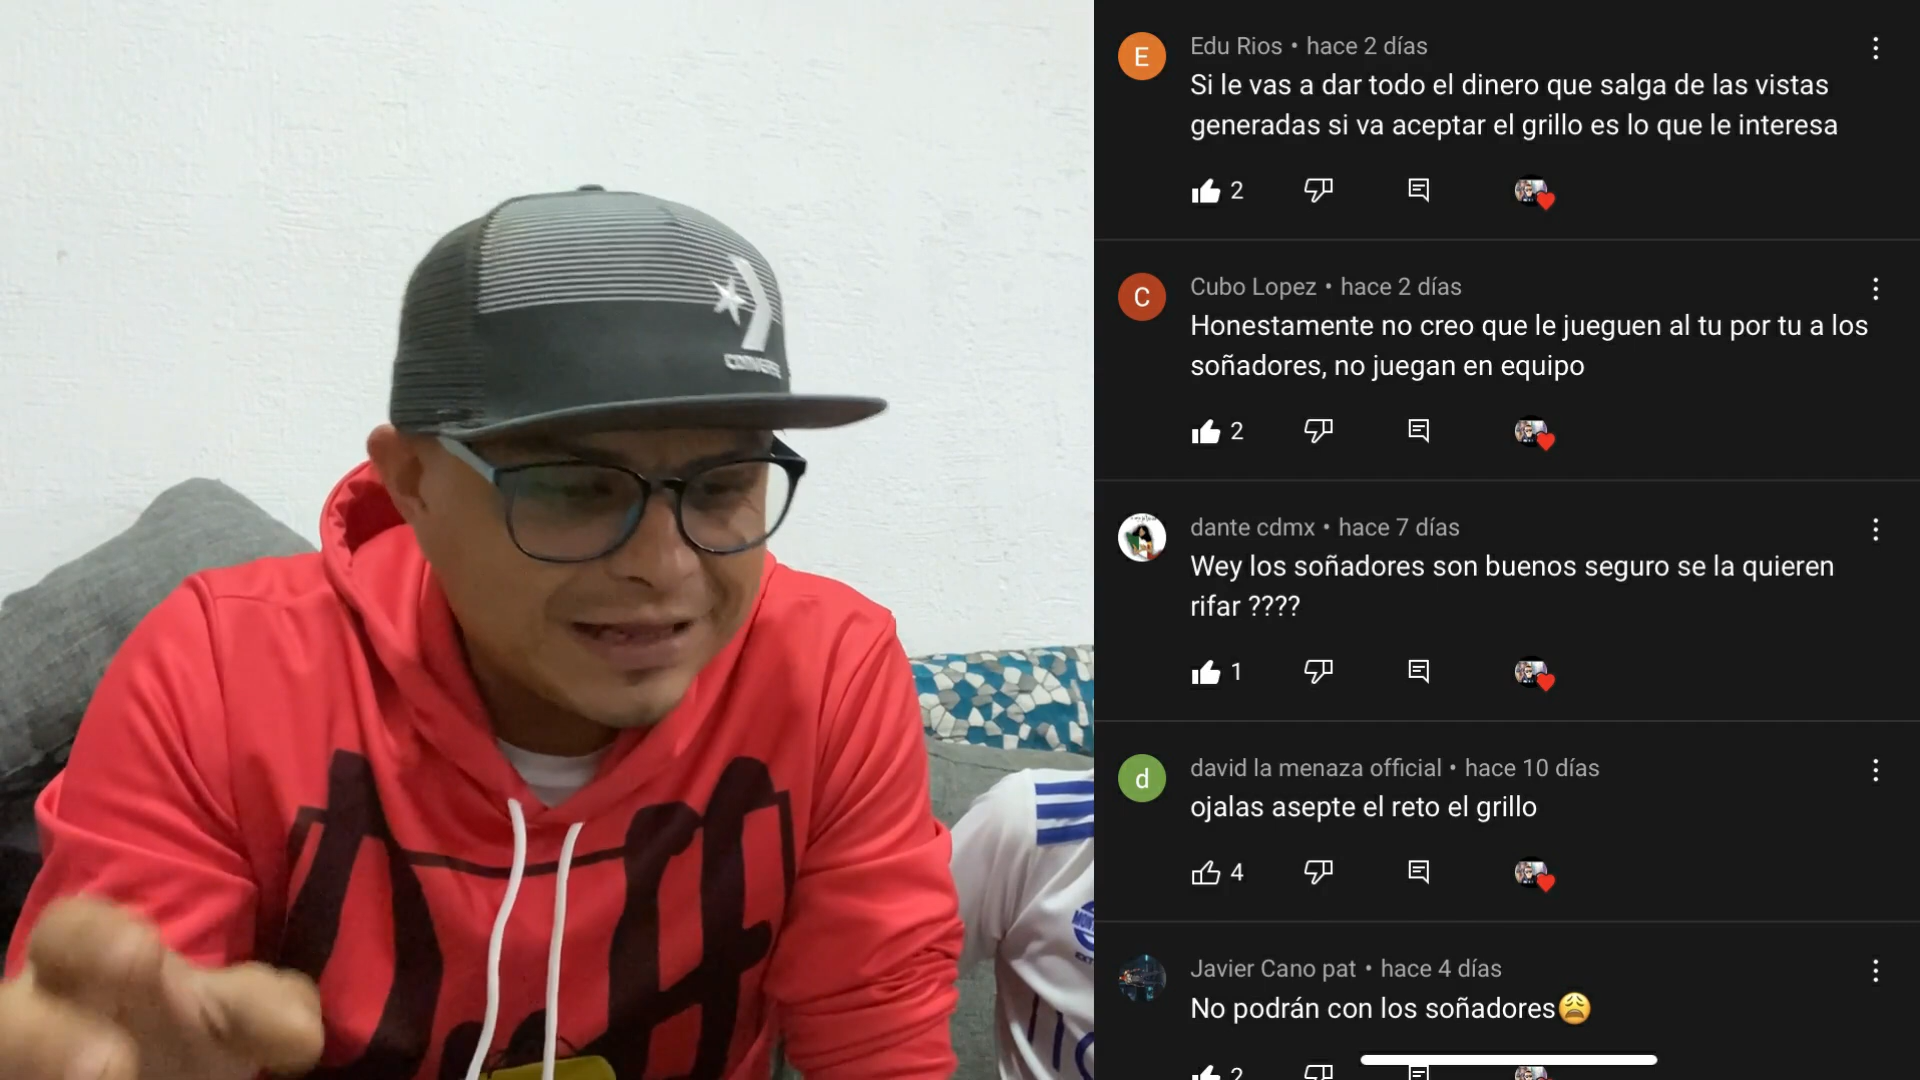 CONVERSE
Duff
E
Edu Rios • hace 2 días
Si le vas a dar todo el dinero que salga de las vistas
generadas si va aceptar el grillo es lo que le interesa
2
C
Cubo Lopez • hace 2 días
Honestamente no creo que le jueguen al tu por tu a los
soñadores, no juegan en equipo
2
dante cdmx • hace 7 días
Wey los soñadores son buenos seguro se la quieren
rifar ????
1
d
david la menaza official • hace 10 días
ojalas asepte el reto el grillo
4
Javier Cano pat • hace 4 días
No podrán con los soñadores😩
2